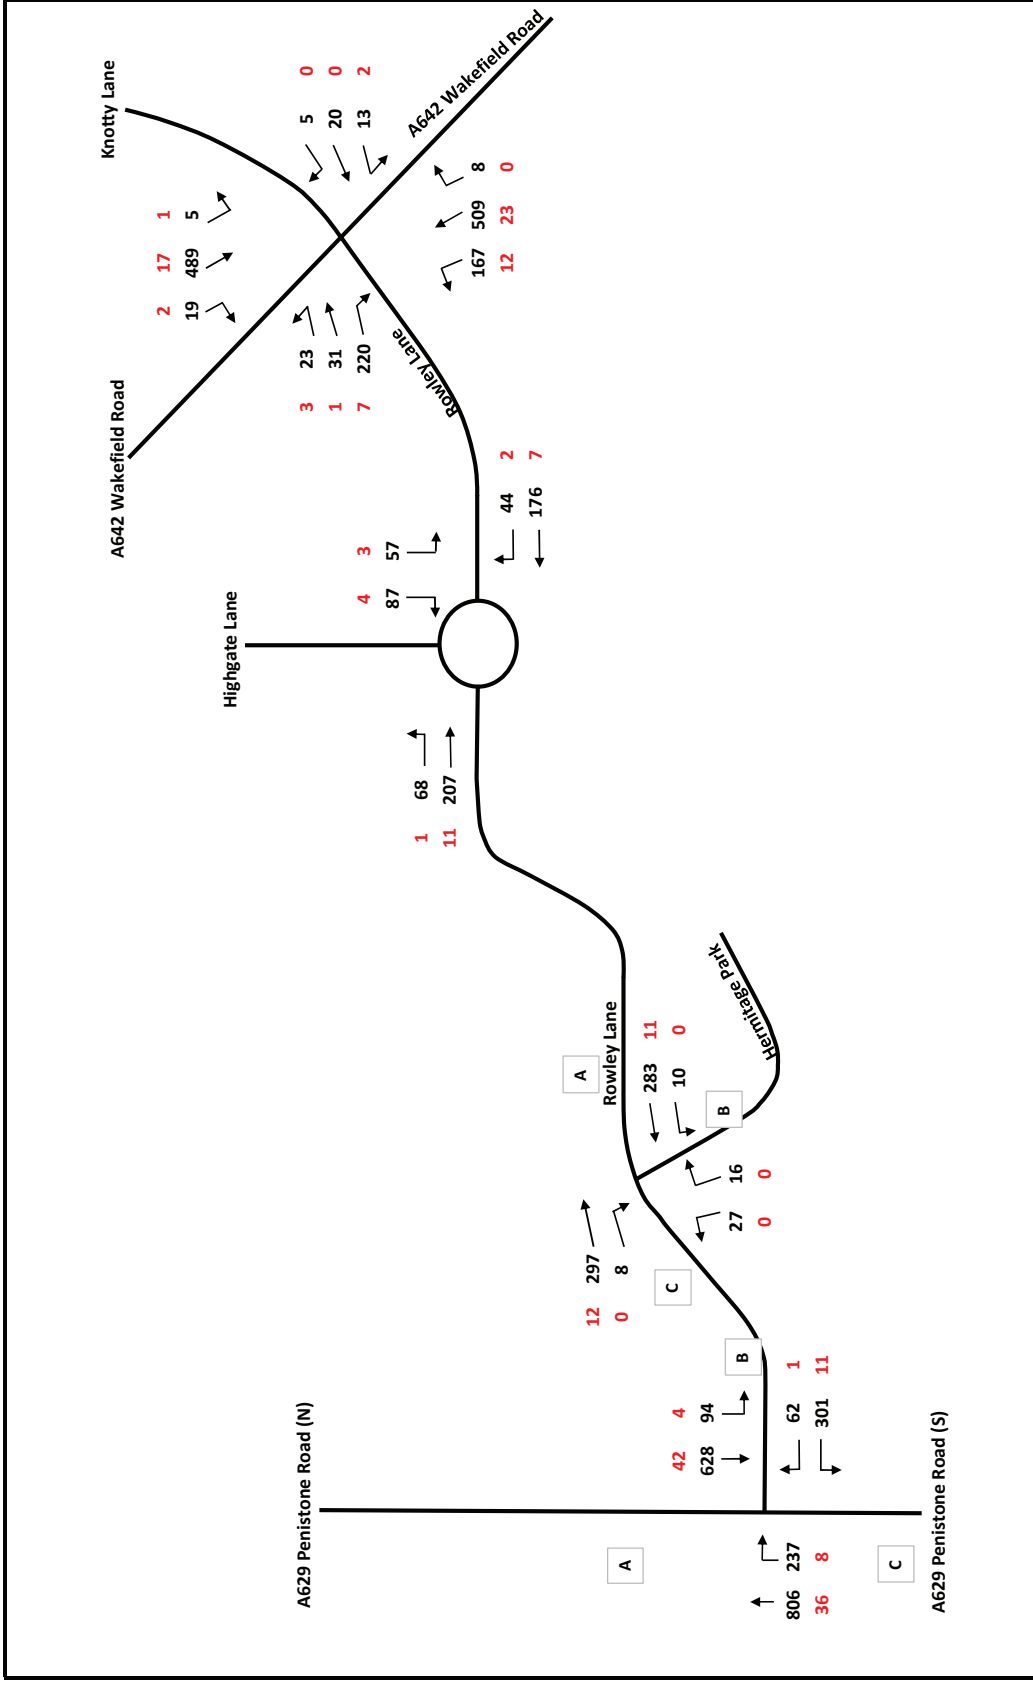 Knotty Lane
A642 Wakefield Road
0 0 2
5 20 13
1 17 2
5 489 19
8 509 167
0 23 12
23 31 220
3 1 7
Rowley Lane
A642 Wakefield Road
2 7
44 176
3 4
57 87
Highgate Lane
68 207
1 11
Hermitage Park
A
Rowley Lane
11 0
283 10
B
16 27
0 0
297 8
12 0
C
B
4 42
94 628
1 11
62 301
A629 Penistone Road (N)
A629 Penistone Road (S)
A
C
237 806
8 36